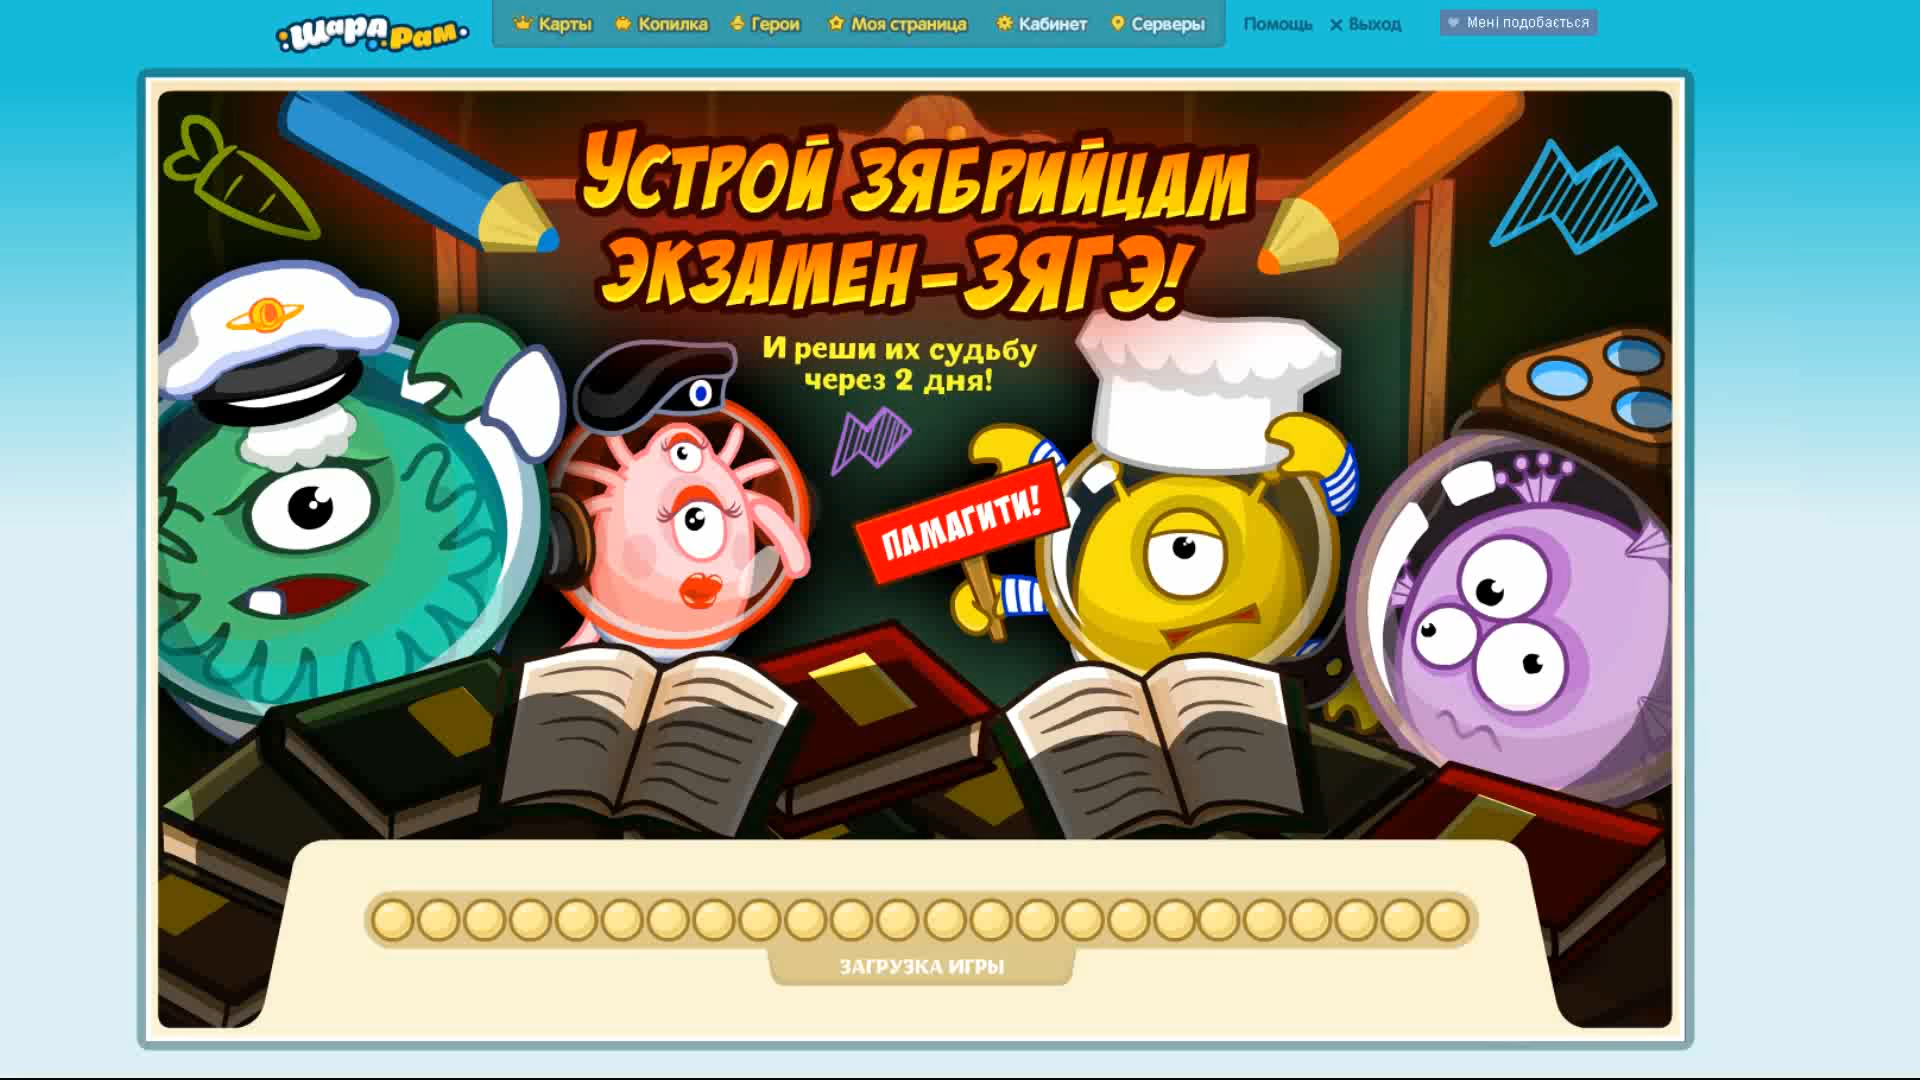 Шарарам
Карты
Копилка
Герои
Моя страница
Кабинет
Серверы
Помощь
Выход
Мені подобається
Устрой зябрийцам
экзамен-ЗЯГЭ!
И реши их судьбу
через 2 дня!
ПАМАГИТИ!
ЗАГРУЗКА ИГРЫ